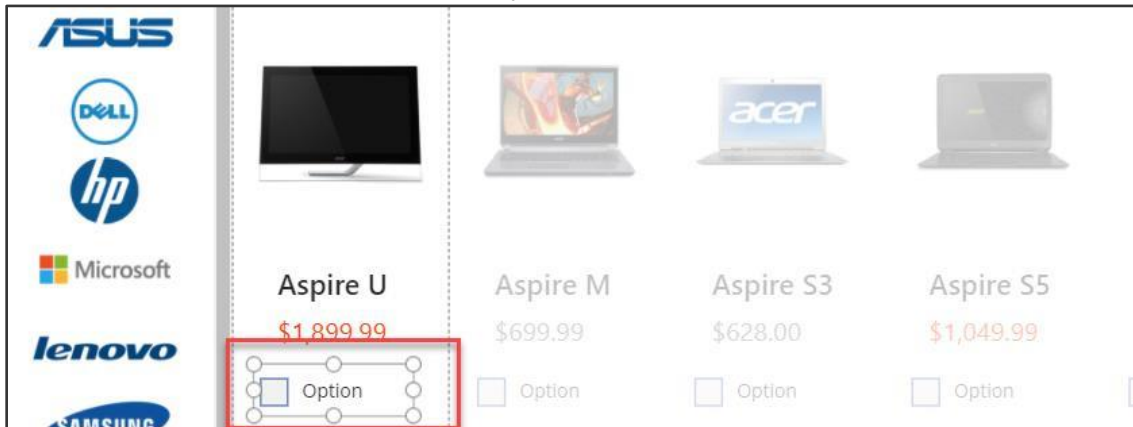 ASUS
DELL
hp
Microsoft
lenovo
SAMSUNG
acer
Aspire U
Aspire M
Aspire S3
Aspire S5
$1,899.99
$699.99
$628.00
$1,049.99
Option
Option
Option
Option